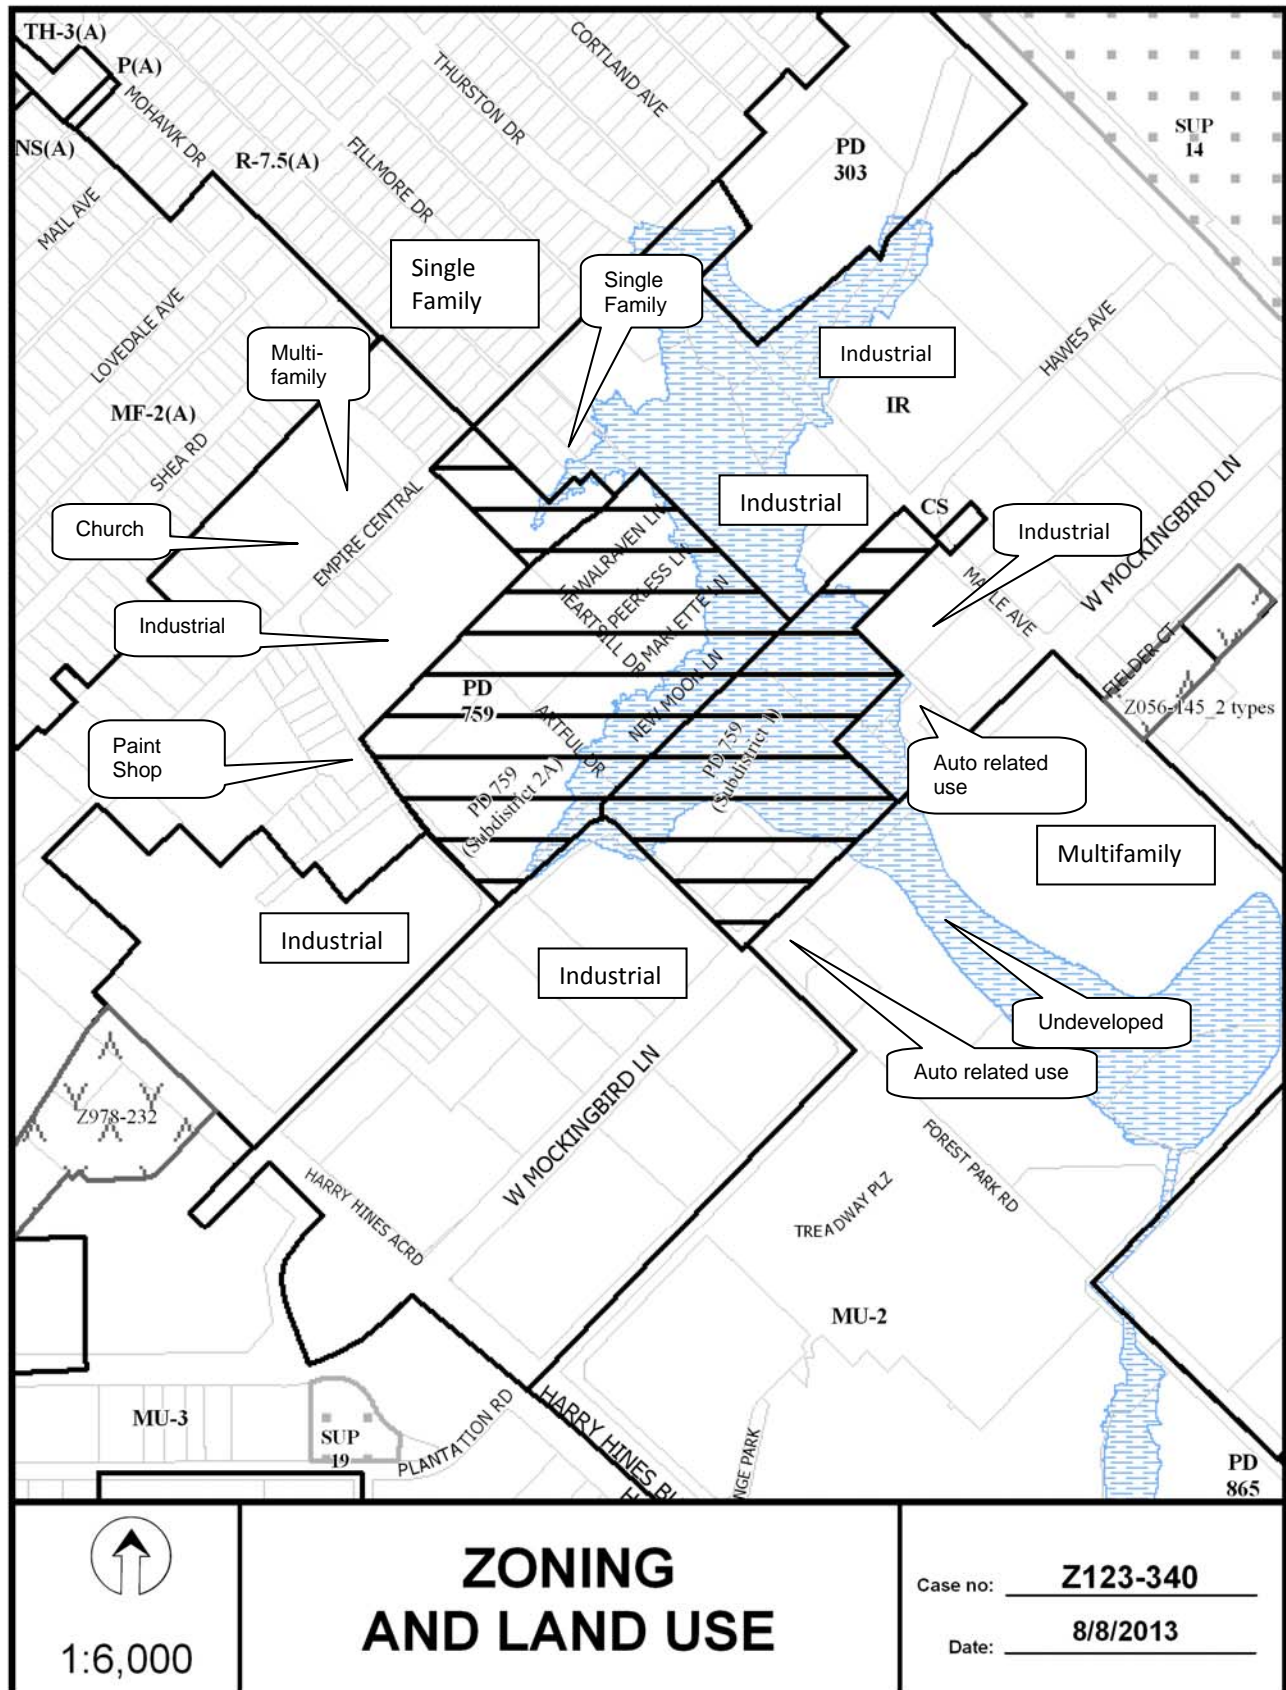 TH-3(A)
P(A)
NS(A)
MOHAWK DR
R-7.5(A)
MAIL AVE
THURSTON DR
CORTLAND AVE
FILLMORE DR
PD
303
SUP
14
Single
Family
Single
Family
LOVEDALE AVE
Multi-
family
Industrial
HAWES AVE
IR
MF-2(A)
SHEA RD
Church
EMPIRE CENTRAL
Industrial
CS
Industrial
W MOCKINGBIRD LN
WALRAVEN LN
PEERLESS LN
HEARTSILL DR
MARLETTE LN
MAPLE AVE
Industrial
FIELDER CT
Z056-145_2 types
PD
759
NEW MOON LN
ARTFUL DR
PD 759
(Subdistrict 2A)
PD 759
(Subdistrict 1)
Paint
Shop
Auto related
use
Multifamily
Industrial
Industrial
Undeveloped
Auto related use
Z978-232
W MOCKINGBIRD LN
HARRY HINES ACRD
FOREST PARK RD
TREADWAY PLZ
MU-2
MU-3
SUP
19
PLANTATION RD
HARRY HINES BL
NGE PARK
PD
865
1:6,000
ZONING
AND LAND USE
Case no: Z123-340
Date: 8/8/2013